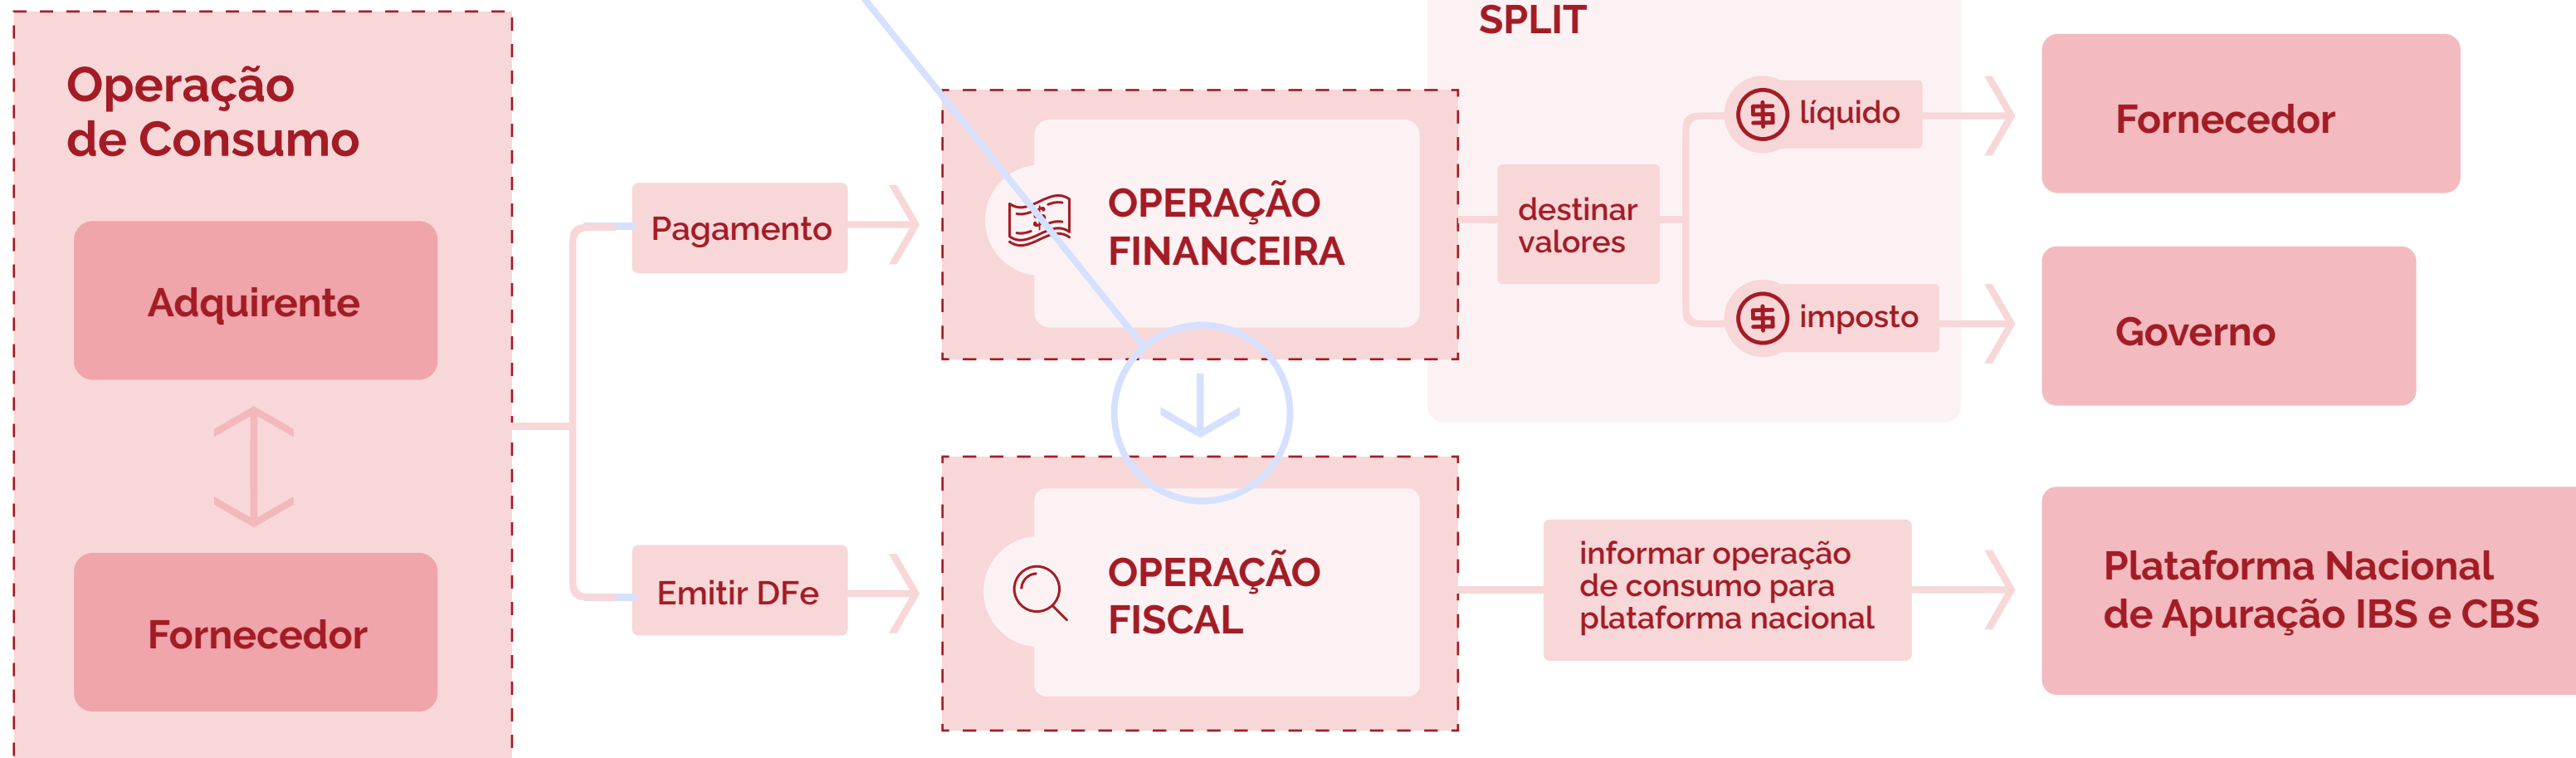 Operação
de Consumo
Adquirente
Fornecedor
Pagamento
Emitir DFe
OPERAÇÃO
FINANCEIRA
OPERAÇÃO
FISCAL
SPLIT
destinar
valores
líquido
imposto
informar operação
de consumo para
plataforma nacional
Fornecedor
Governo
Plataforma Nacional
de Apuração IBS e CBS